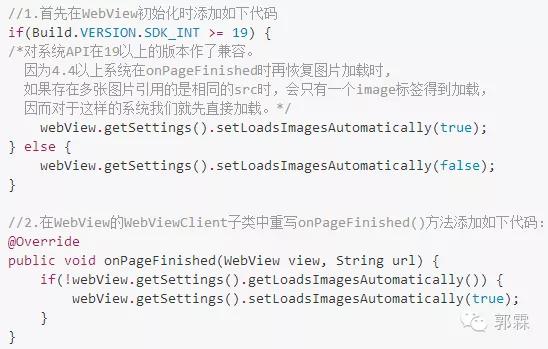 //1.首先在WebView初始化时添加如下代码
if(Build.VERSION.SDK_INT >= 19) {
/*对系统API在19以上的版本作了兼容。
因为4.4以上系统在onPageFinished时再恢复图片加载时,
如果存在多张图片引用的是相同的src时，会只有一个image标签得到加载，
因而对于这样的系统我们就先直接加载。*/
webView.getSettings().setLoadsImagesAutomatically(true);
} else {
webView.getSettings().setLoadsImagesAutomatically(false);
}
//2.在WebView的WebViewClient子类中重写onPageFinished()方法添加如下代码：
@Override
public void onPageFinished(WebView view, String url) {
if(!webView.getSettings().getLoadsImagesAutomatically()) {
webView.getSettings().setLoadsImagesAutomatically(true);
}
}
郭霖